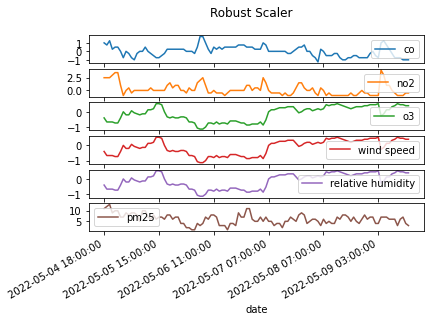 Robust Scaler
1
0
−1
co
2.5
0.0
no2
0
−1
o3
0
−1
wind speed
0
−1
relative humidity
10
5
pm25
2022-05-04 18:00:00
2022-05-05 15:00:00
2022-05-06 11:00:00
2022-05-07 07:00:00
2022-05-08 07:00:00
2022-05-09 03:00:00
date